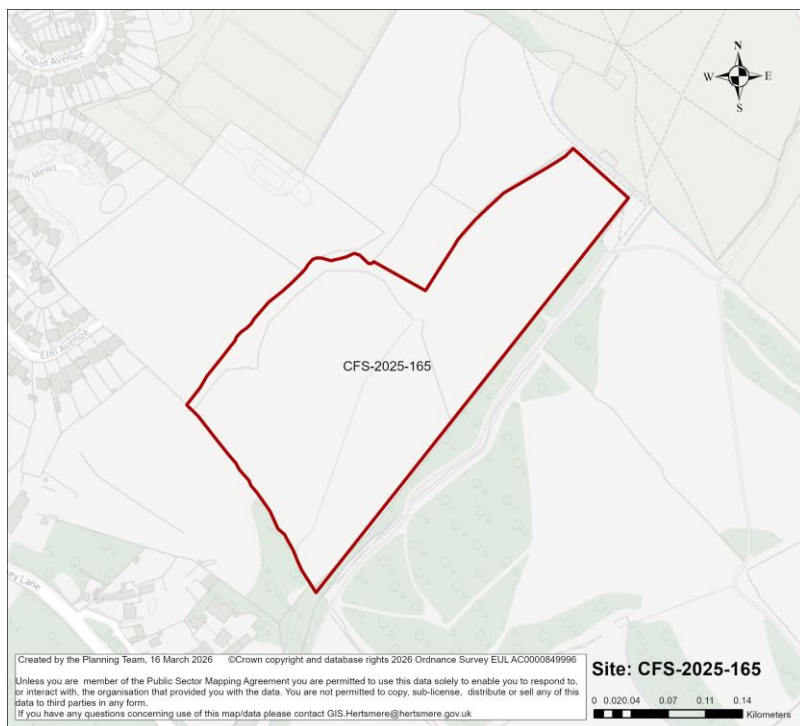 Talbot Avenue
N
W
E
S
aven Mews
Elm Avenue
CFS-2025-165
ey Lane
Created by the Planning Team, 16 March 2026 ©Crown copyright and database rights 2026 Ordnance Survey EUL AC0000849996
Unless you are member of the Public Sector Mapping Agreement you are permitted to use this data solely to enable you to respond to,
or interact with, the organisation that provided you with the data. You are not permitted to copy, sub-license, distribute or sell any of this
data to third parties in any form.
If you have any questions concerning use of this map/data please contact GIS.Hertsmere@hertsmere.gov.uk
Site: CFS-2025-165
0 0.020.04 0.07 0.11 0.14
Kilometers